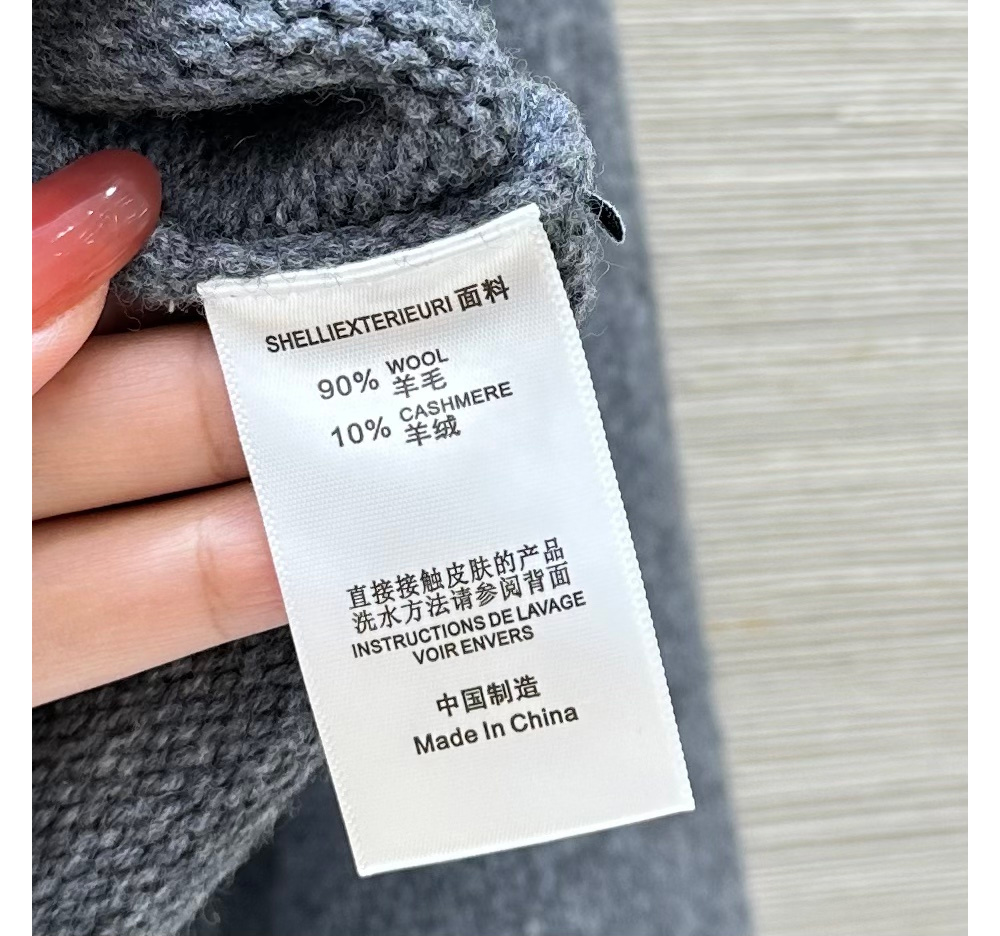 SHELLIEXTERIEURI 面料
90% WOOL 羊毛
10% CASHMERE 羊绒
直接接触皮肤的产品
洗水方法请参阅背面
INSTRUCTIONS DE LAVAGE
VOIR ENVERS
中国制造
Made In China